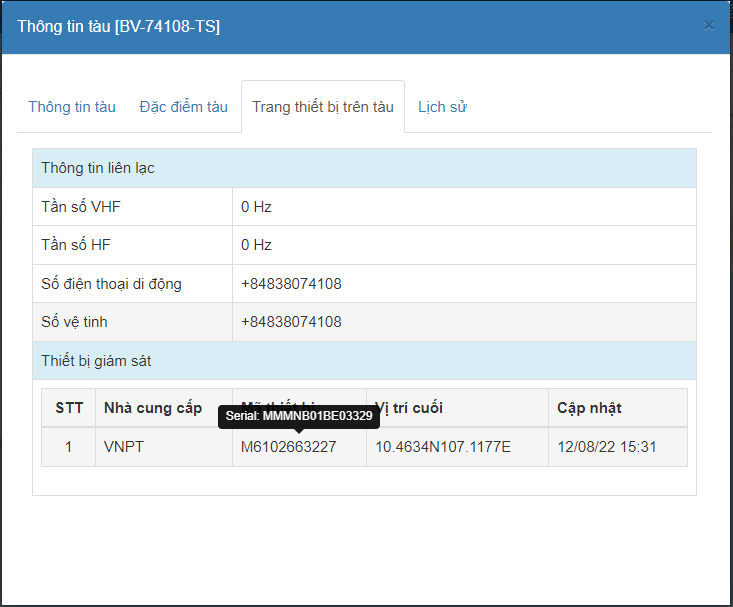 Thông tin tàu [BV-74108-TS]
×
Thông tin tàu Đặc điểm tàu Trang thiết bị trên tàu Lịch sử
Thông tin liên lạc
Tần số VHF 0 Hz
Tần số HF 0 Hz
Số điện thoại di động +84838074108
Số vệ tinh +84838074108
Thiết bị giám sát
STT Nhà cung cấp Mã thiết bị Vị trí cuối Cập nhật
Serial: MMMNB01BE03329
1 VNPT M6102663227 10.4634N107.1177E 12/08/22 15:31